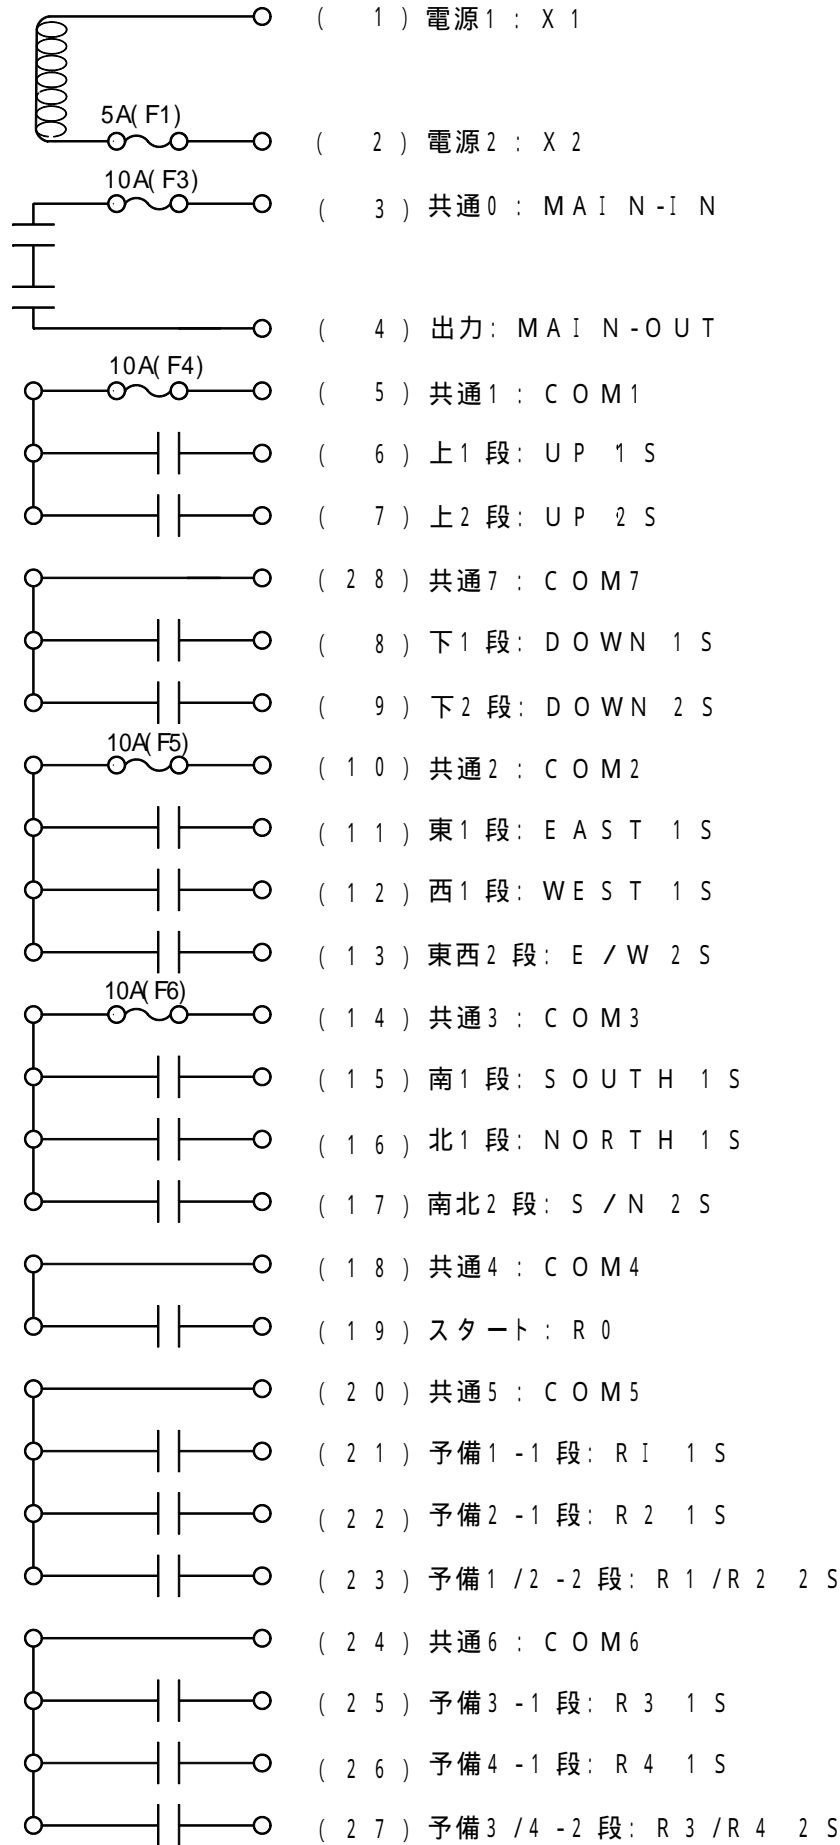 ( 1 ) 電源1 : X 1
5A( F1)
( 2 ) 電源2 : X 2
10A( F3)
( 3 ) 共通0 : MAIN-IN
( 4 ) 出力: MAIN-OUT
10A( F4)
( 5 ) 共通1 : COM1
( 6 ) 上1段: UP 1S
( 7 ) 上2段: UP 2S
(28) 共通7 : COM7
( 8 ) 下1段: DOWN 1S
( 9 ) 下2段: DOWN 2S
10A( F5)
(10) 共通2 : COM2
(11) 東1段: EAST 1S
(12) 西1段: WEST 1S
(13) 東西2段: E/W 2S
10A( F6)
(14) 共通3 : COM3
(15) 南1段: SOUTH 1S
(16) 北1段: NORTH 1S
(17) 南北2段: S/N 2S
(18) 共通4 : COM4
(19) スタート: R0
(20) 共通5 : COM5
(21) 予備1-1段: RI 1S
(22) 予備2-1段: R2 1S
(23) 予備1/2-2段: R1/R2 2S
(24) 共通6 : COM6
(25) 予備3-1段: R3 1S
(26) 予備4-1段: R4 1S
(27) 予備3/4-2段: R3/R4 2S